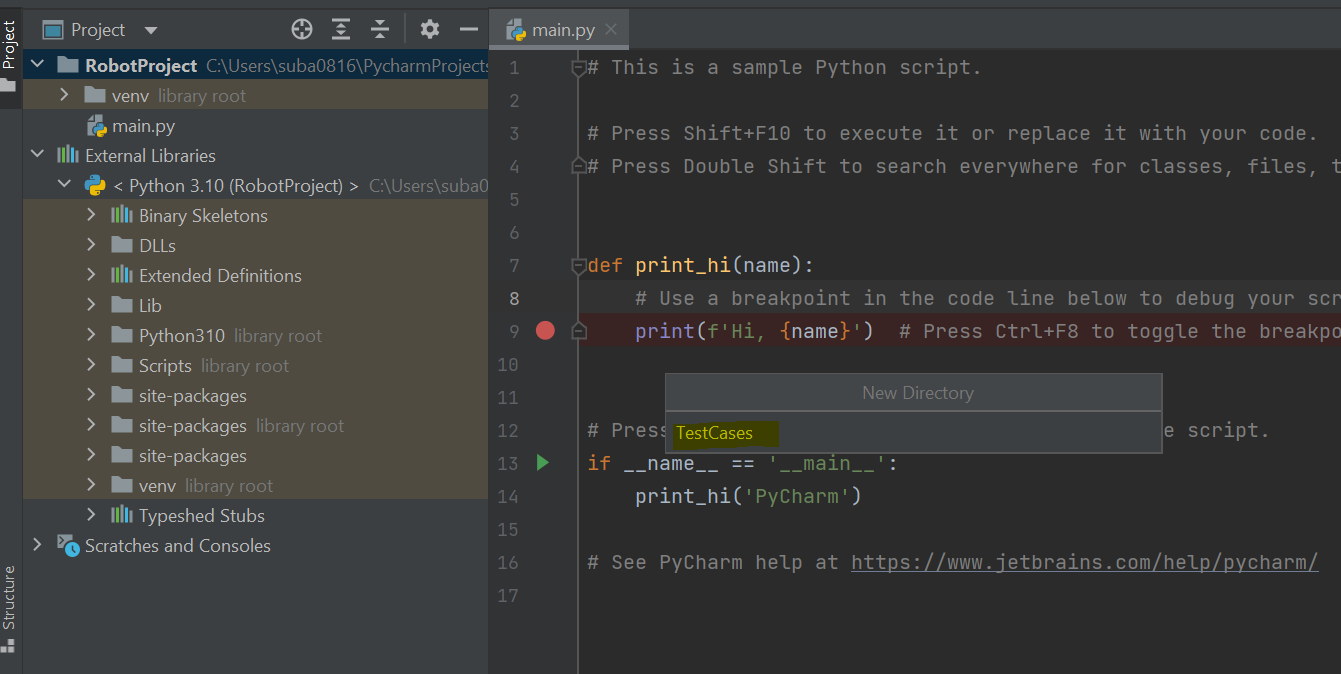 Project
Project
RobotProject C:\Users\suba0816\PycharmProjects
venv library root
main.py
External Libraries
< Python 3.10 (RobotProject) > C:\Users\suba0
Binary Skeletons
DLLs
Extended Definitions
Lib
Python310 library root
Scripts library root
site-packages
site-packages library root
site-packages
venv library root
Typeshed Stubs
Scratches and Consoles
Structure
main.py
1 # This is a sample Python script.
2
3 # Press Shift+F10 to execute it or replace it with your code.
4 # Press Double Shift to search everywhere for classes, files, t
5
6
7 def print_hi(name):
8 # Use a breakpoint in the code line below to debug your scr
9 print(f'Hi, {name}') # Press Ctrl+F8 to toggle the breakpo
10
New Directory
11
TestCases
12 # Press e script.
13 if __name__ == '__main__':
14 print_hi('PyCharm')
15
16 # See PyCharm help at https://www.jetbrains.com/help/pycharm/
17